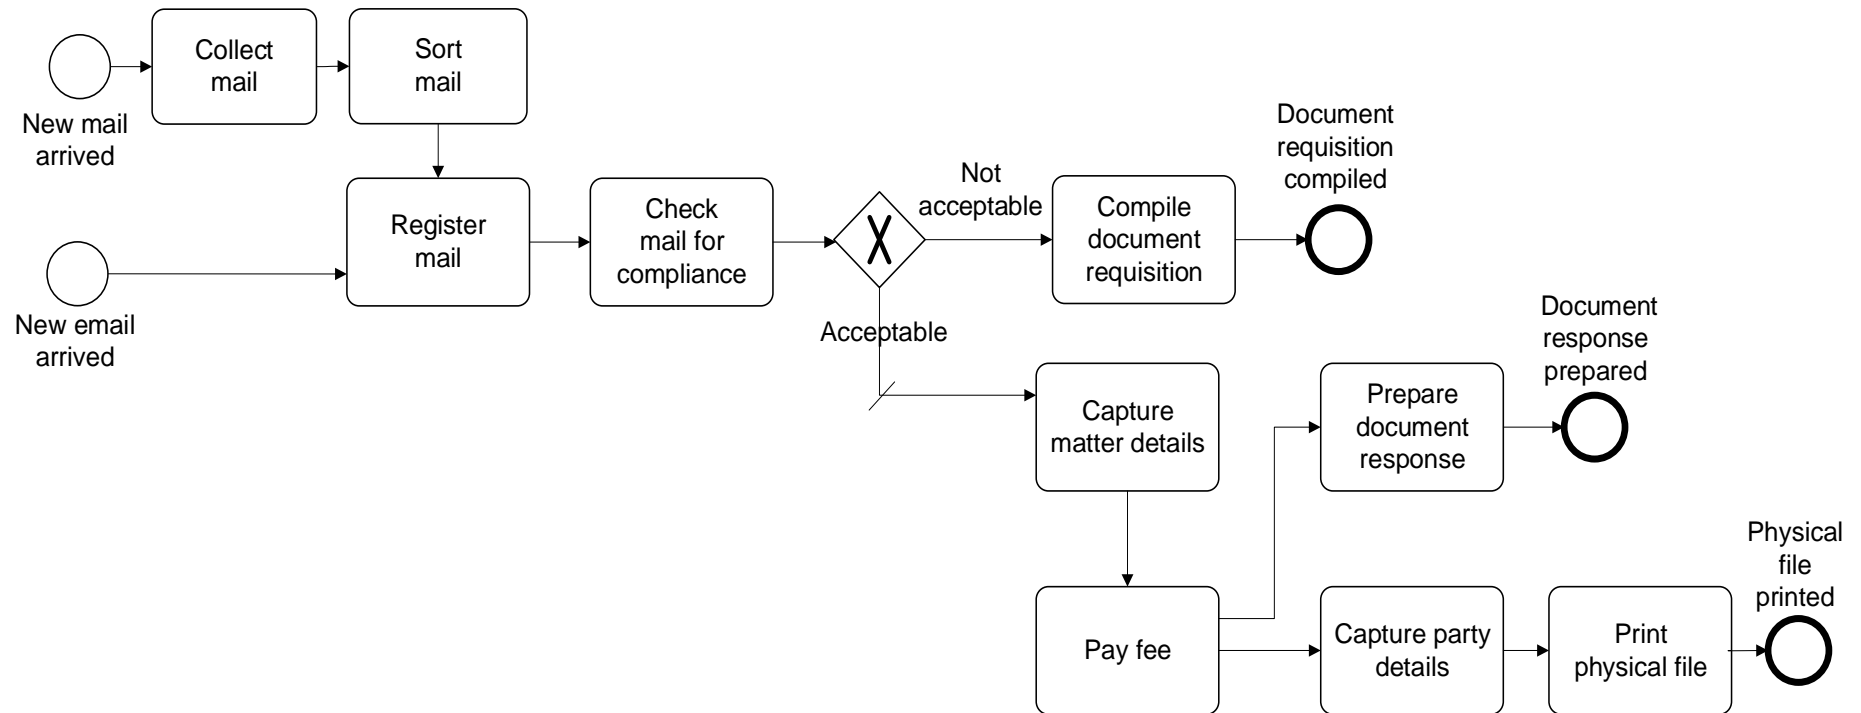 Collect
mail
Sort
mail
New mail
arrived
Document
requisition
compiled
Not
acceptable
Register
mail
Check
mail for
compliance
X
Compile
document
requisition
New email
arrived
Acceptable
Document
response
prepared
Capture
matter details
Prepare
document
response
Physical
file
printed
Pay fee
Capture party
details
Print
physical file